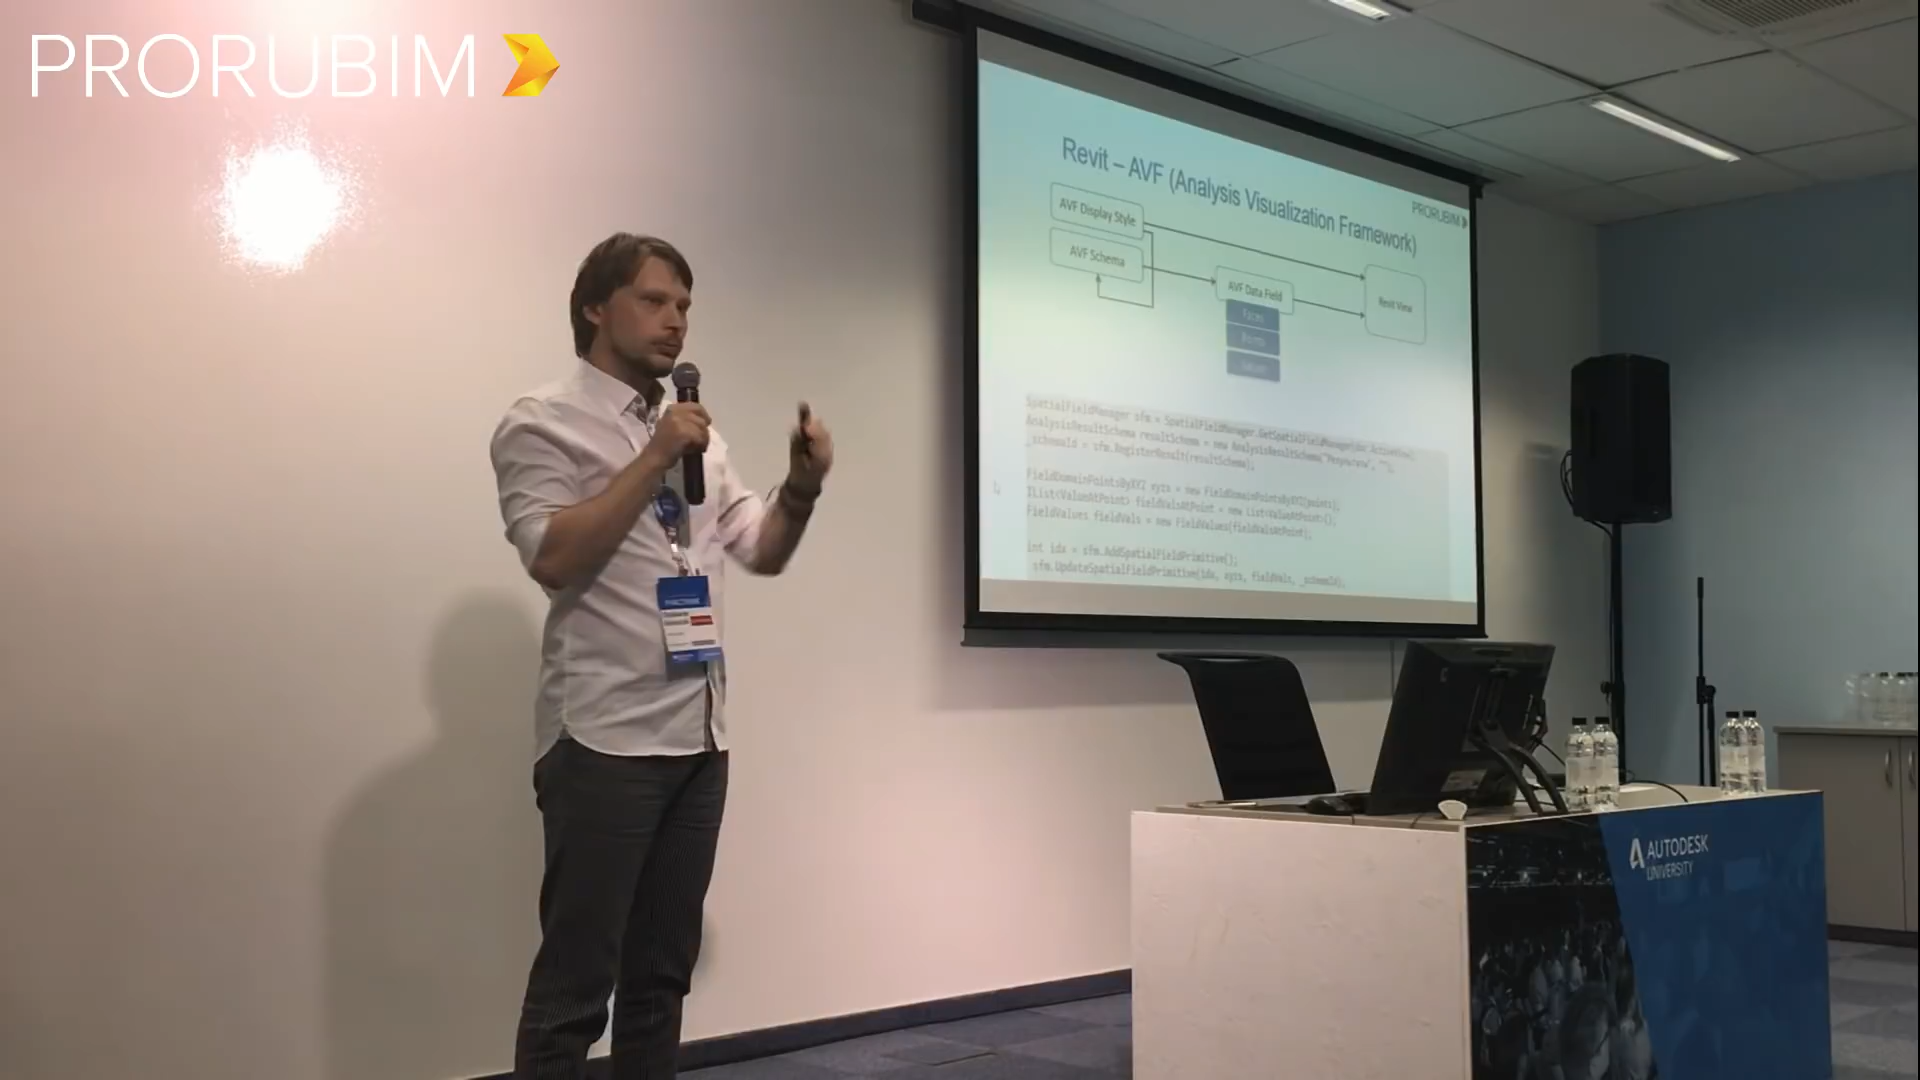 PRORUBIM
Revit – AVF (Analysis Visualization Framework)
PRORUBIM
AVF Display Style
AVF Schema
AVF Data Field
Revit View
Faces
Points
Values
SpatialFieldManager sfm = SpatialFieldManager.GetSpatialFieldManager(doc.ActiveView);
AnalysisResultSchema resultSchema = new AnalysisResultSchema("Результаты", "");
_schemaId = sfm.RegisterResult(resultSchema);
FieldDomainPointsByXYZ xyzs = new FieldDomainPointsByXYZ(points);
IList<ValueAtPoint> fieldValsAtPoint = new List<ValueAtPoint>();
FieldValues fieldVals = new FieldValues(fieldValsAtPoint);
int idx = sfm.AddSpatialFieldPrimitive();
sfm.UpdateSpatialFieldPrimitive(idx, xyzs, fieldVals, _schemaId);
AUTODESK
UNIVERSITY